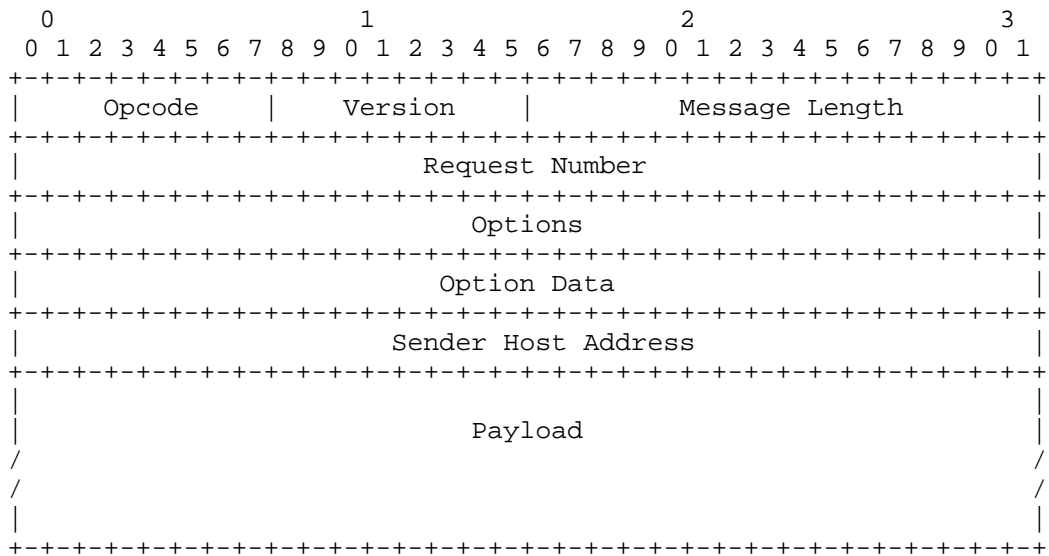 0                   1                   2                   3
0 1 2 3 4 5 6 7 8 9 0 1 2 3 4 5 6 7 8 9 0 1 2 3 4 5 6 7 8 9 0 1
+-+-+-+-+-+-+-+-+-+-+-+-+-+-+-+-+-+-+-+-+-+-+-+-+-+-+-+-+-+-+-+-+
|     Opcode    |    Version    |         Message Length        |
+-+-+-+-+-+-+-+-+-+-+-+-+-+-+-+-+-+-+-+-+-+-+-+-+-+-+-+-+-+-+-+-+
|                         Request Number                        |
+-+-+-+-+-+-+-+-+-+-+-+-+-+-+-+-+-+-+-+-+-+-+-+-+-+-+-+-+-+-+-+-+
|                            Options                            |
+-+-+-+-+-+-+-+-+-+-+-+-+-+-+-+-+-+-+-+-+-+-+-+-+-+-+-+-+-+-+-+-+
|                          Option Data                          |
+-+-+-+-+-+-+-+-+-+-+-+-+-+-+-+-+-+-+-+-+-+-+-+-+-+-+-+-+-+-+-+-+
|                       Sender Host Address                     |
+-+-+-+-+-+-+-+-+-+-+-+-+-+-+-+-+-+-+-+-+-+-+-+-+-+-+-+-+-+-+-+-+
|                                                               |
|                            Payload                            |
/                                                               /
/                                                               /
|                                                               |
+-+-+-+-+-+-+-+-+-+-+-+-+-+-+-+-+-+-+-+-+-+-+-+-+-+-+-+-+-+-+-+-+